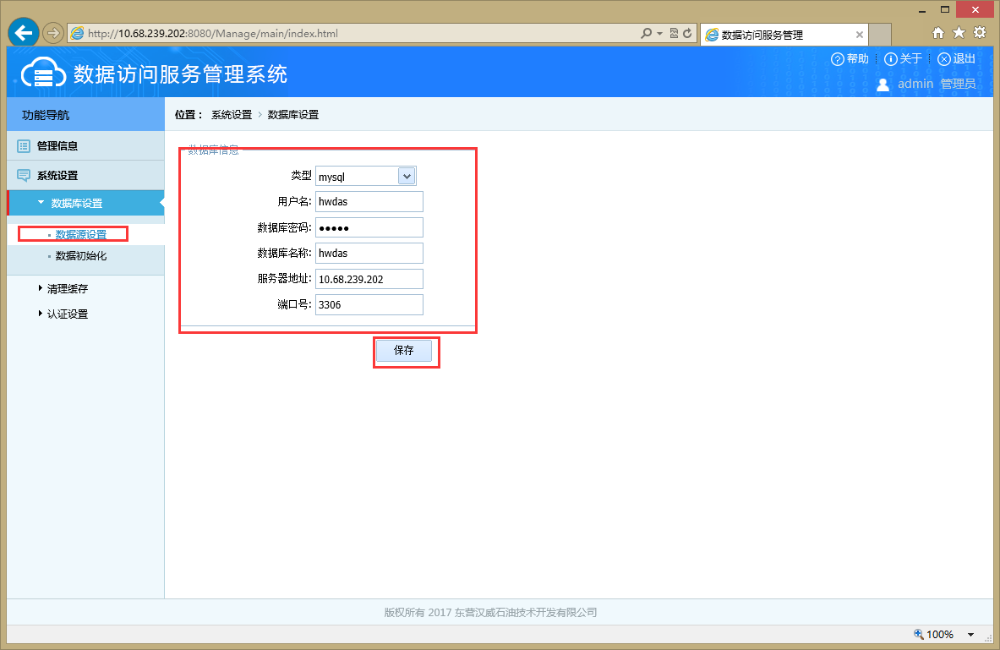 http://10.68.239.202:8080/Manage/main/index.html
数据访问服务管理
数据访问服务管理系统
帮助
关于
退出
admin 管理员
功能导航
位置： 系统设置 › 数据库设置
管理信息
系统设置
数据库设置
数据源设置
数据初始化
清理缓存
认证设置
数据库信息
类型 mysql
用户名: hwdas
数据库密码: ●●●●●
数据库名称: hwdas
服务器地址: 10.68.239.202
端口号: 3306
保存
版权所有 2017 东营汉威石油技术开发有限公司
100%